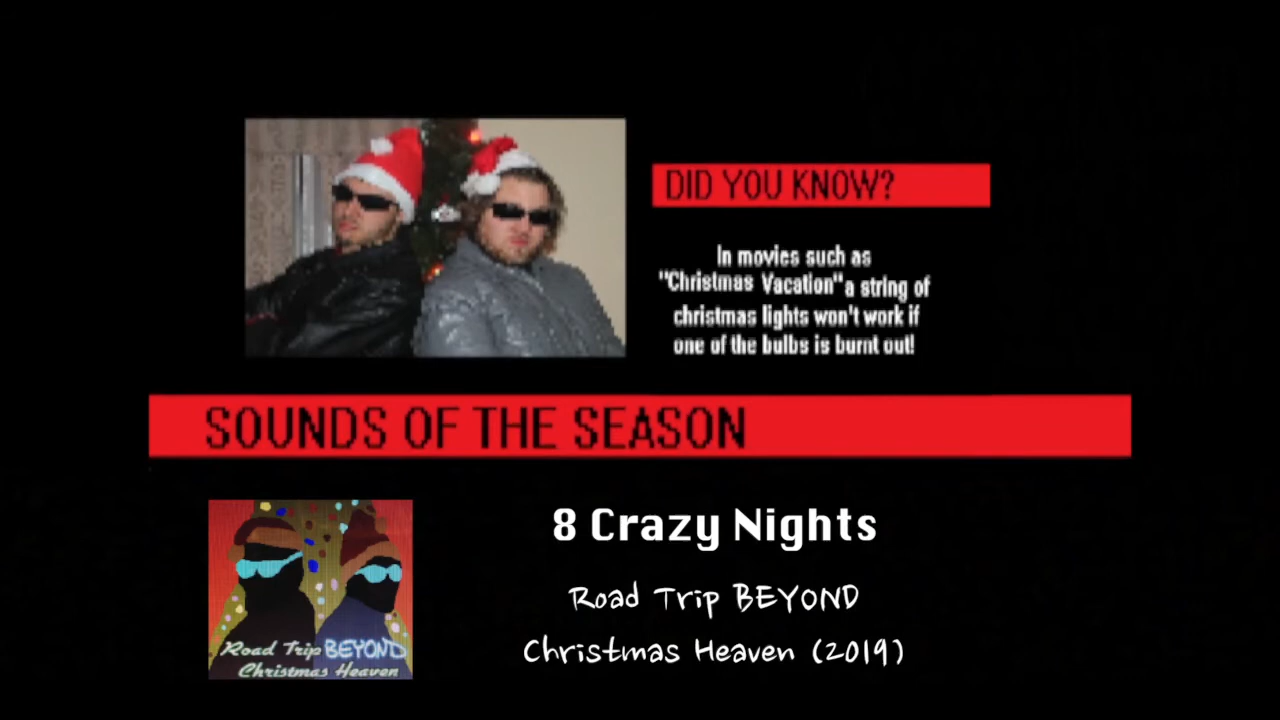 DID YOU KNOW?
In movies such as
"Christmas Vacation" a string of
christmas lights won't work if
one of the bulbs is burnt out!
SOUNDS OF THE SEASON
8 Crazy Nights
Road Trip BEYOND
Christmas Heaven (2019)
Road Trip BEYOND
Christmas Heaven